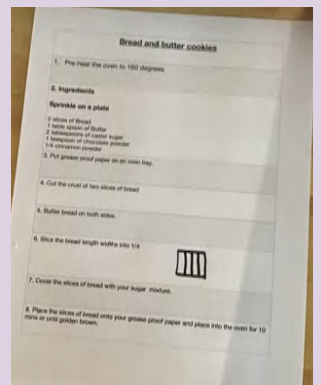 Bread and butter cookies
1. Pre-heat the oven to 160 degrees
2. Ingredients
Sprinkle on a plate
2 slices of Bread
1 table spoon of Butter
2 tablespoons of caster sugar
1 teaspoon of chocolate powder
1/4 cinnamon powder
3. Put grease proof paper on an oven tray.
4. Cut the crust of two slices of bread
5. Butter bread on both sides.
6. Slice the bread length widths into 1/4
7. Cover the slices of bread with your sugar mixture.
8. Place the slices of bread onto your grease proof paper and place into the oven for 10
mins or until golden brown.